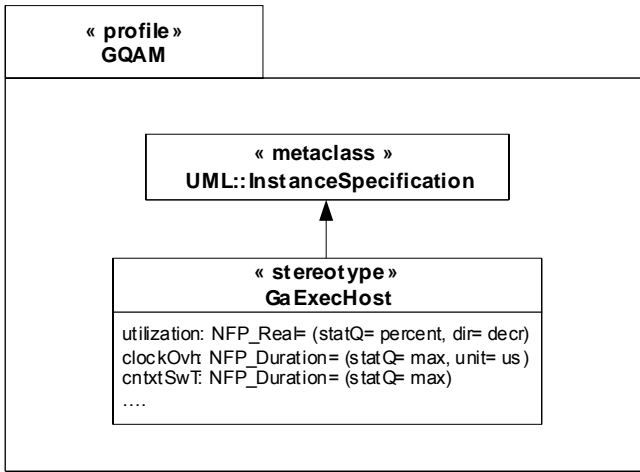 « profile»
GQAM
« metaclass »
UML::InstanceSpecification
« stereotype»
GaExecHost
utilization: NFP_Real= (statQ= percent, dir= decr)
clockOvh: NFP_Duration= (statQ= max, unit= us)
cntxtSwT: NFP_Duration= (statQ= max)
....